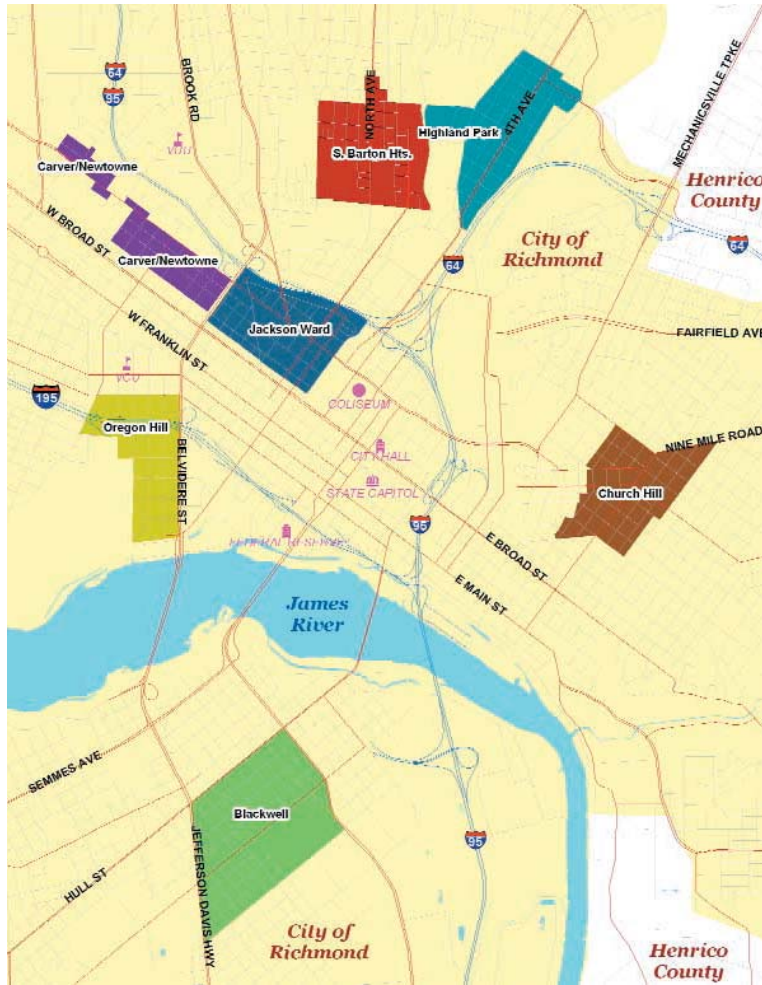 64
95
BROOK RD
NORTH AVE
4TH AVE
MECHANICSVILLE TPKE
Highland Park
S. Barton Hts.
VUU
Carver/Newtowne
Henrico
County
W BROAD ST
City of
Richmond
64
64
Carver/Newtowne
W FRANKLIN ST
Jackson Ward
FAIRFIELD AVE
VCU
195
COLISEUM
Oregon Hill
BELVIDERE ST
CITY HALL
NINE MILE ROAD
STATE CAPITOL
Church Hill
95
FEDERAL RESERVE
E BROAD ST
E MAIN ST
James
River
SEMMES AVE
Blackwell
JEFFERSON DAVIS HWY
95
HULL ST
City of
Richmond
Henrico
County